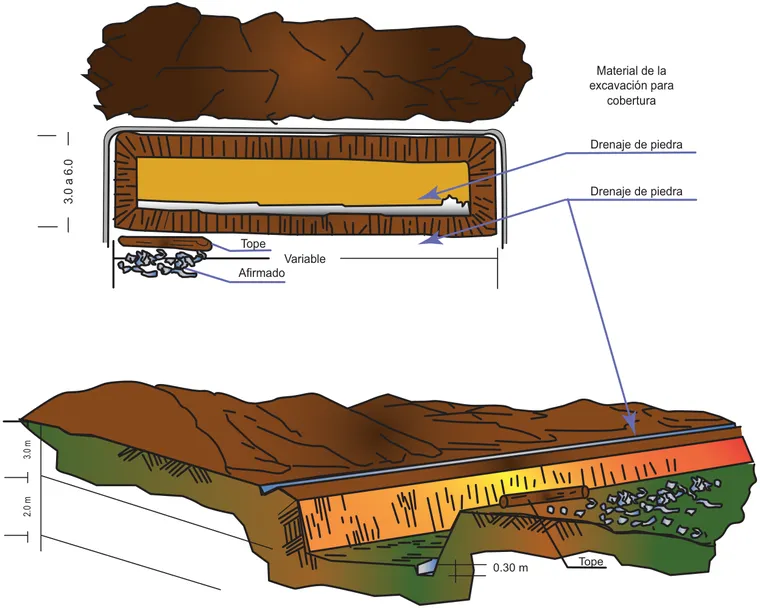 Material de la
excavación para
cobertura
Drenaje de piedra
Drenaje de piedra
3.0 a 6.0
Tope
Variable
Afirmado
3.0 m
2.0 m
0.30 m
Tope